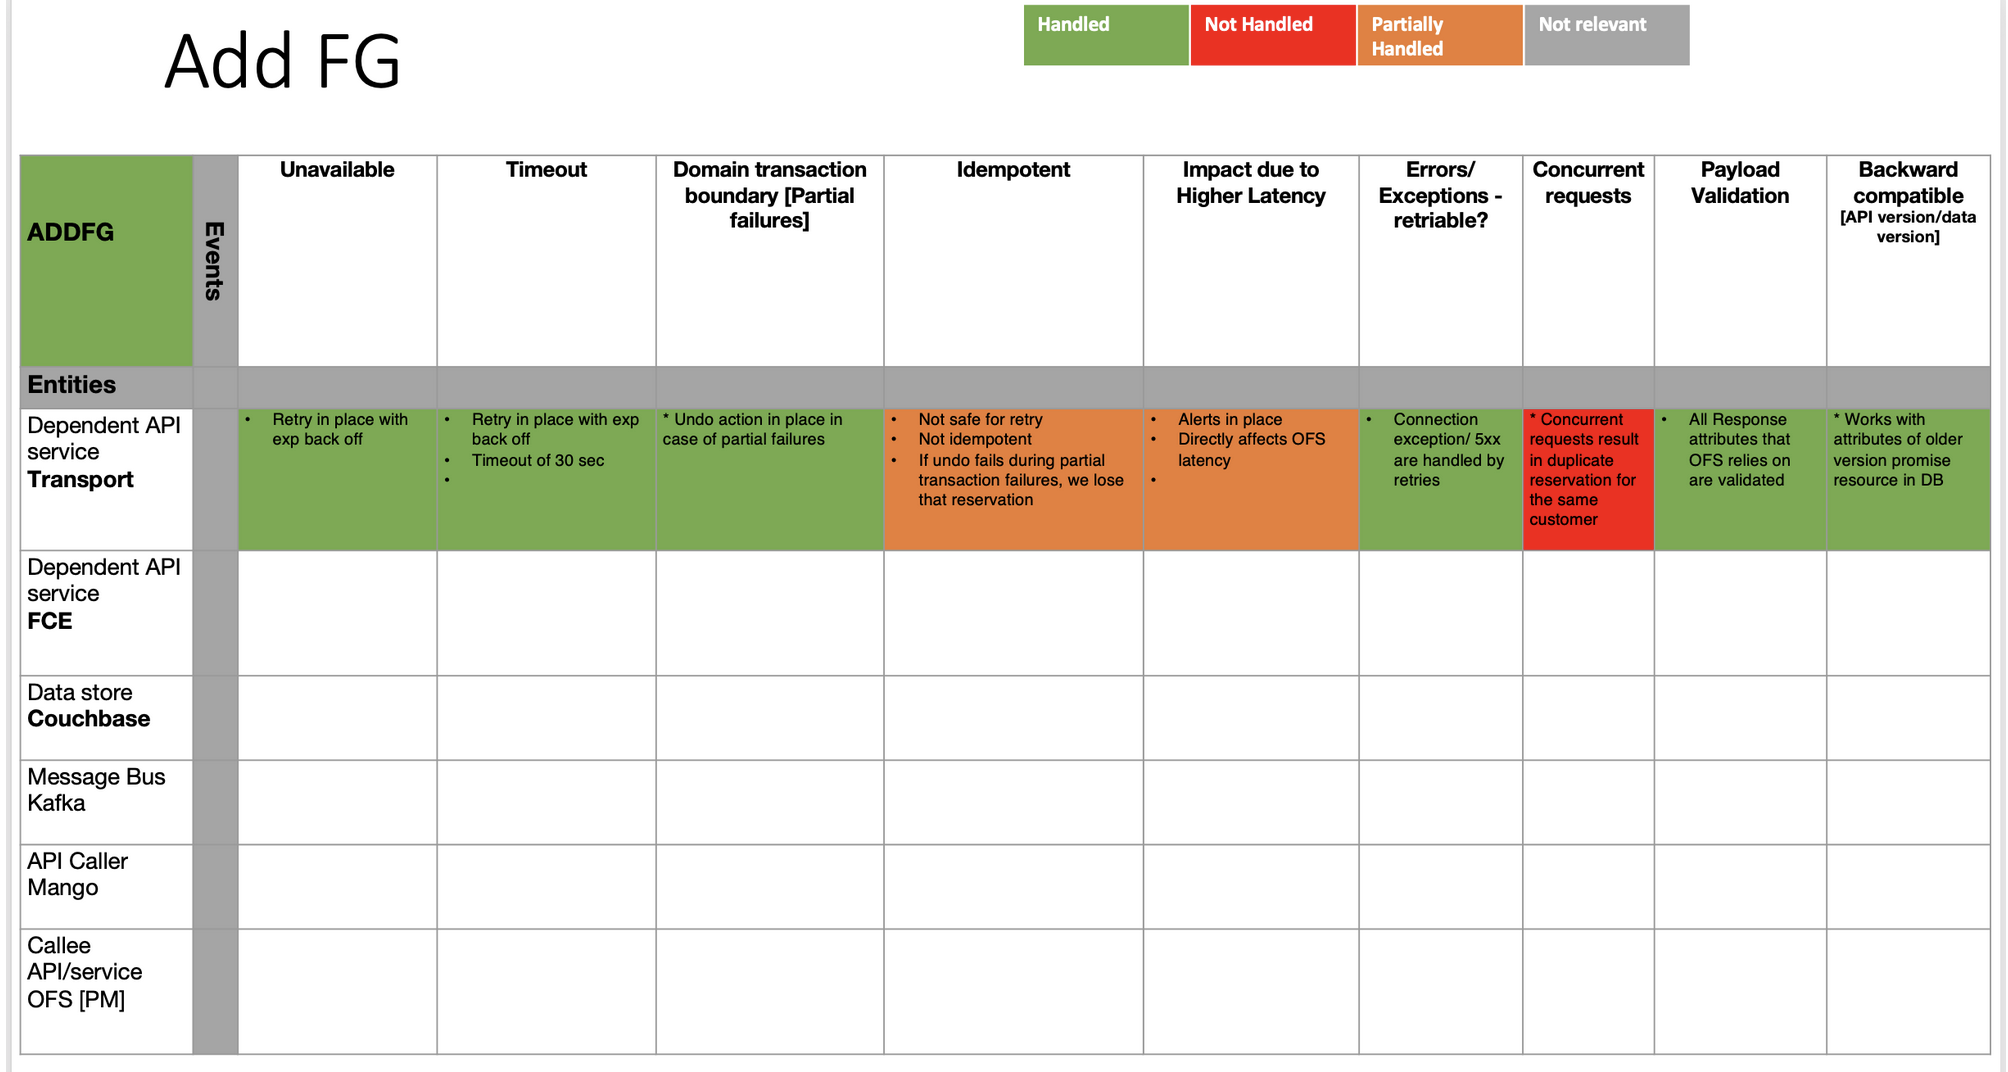 Add FG
Handled
Not Handled
Partially
Handled
Not relevant
ADDFG
Events
Unavailable
Timeout
Domain transaction
boundary [Partial
failures]
Idempotent
Impact due to
Higher Latency
Errors/
Exceptions -
retriable?
Concurrent
requests
Payload
Validation
Backward
compatible
[API version/data
version]
Entities
Dependent API
service
Transport
• Retry in place with
exp back off
• Retry in place with exp
back off
• Timeout of 30 sec
•
* Undo action in place in
case of partial failures
• Not safe for retry
• Not idempotent
• If undo fails during partial
transaction failures, we lose
that reservation
• Alerts in place
• Directly affects OFS
latency
•
• Connection
exception/ 5xx
are handled by
retries
* Concurrent
requests result
in duplicate
reservation for
the same
customer
• All Response
attributes that
OFS relies on
are validated
* Works with
attributes of older
version promise
resource in DB
Dependent API
service
FCE
Data store
Couchbase
Message Bus
Kafka
API Caller
Mango
Callee
API/service
OFS [PM]